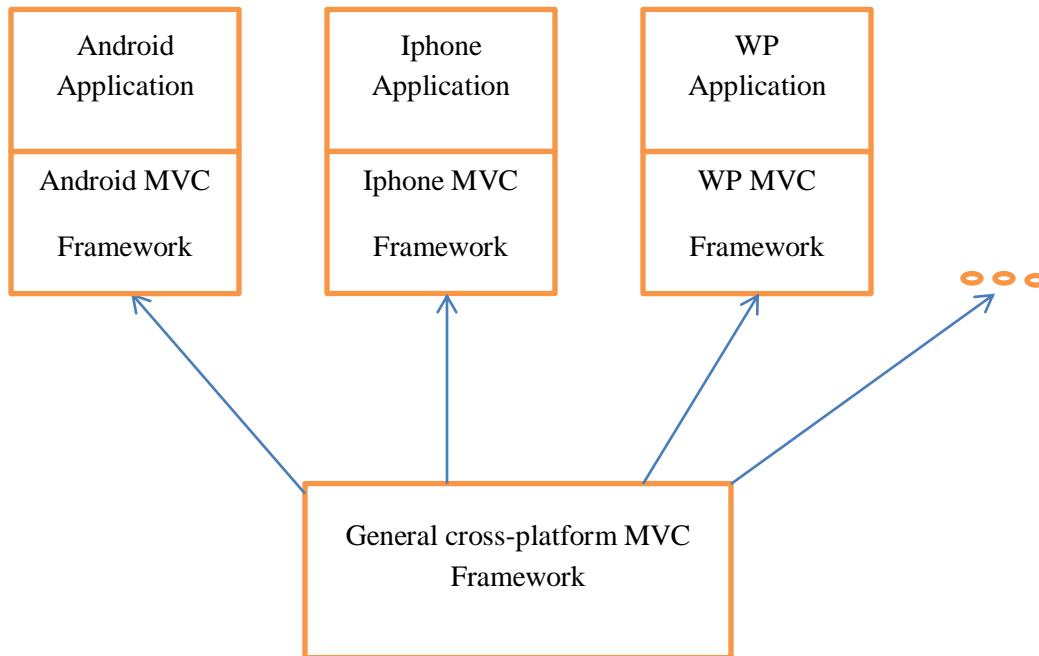 Android
Application
Iphone
Application
WP
Application
Android MVC
Framework
Iphone MVC
Framework
WP MVC
Framework
General cross-platform MVC
Framework